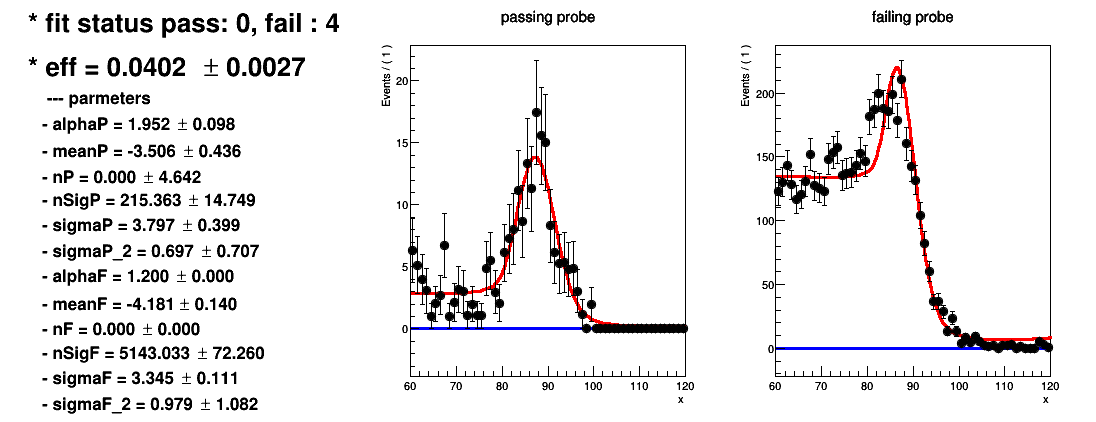 * fit status pass: 0, fail : 4
* eff = 0.0402 ± 0.0027
--- parmeters
- alphaP = 1.952 ± 0.098
- meanP = -3.506 ± 0.436
- nP = 0.000 ± 4.642
- nSigP = 215.363 ± 14.749
- sigmaP = 3.797 ± 0.399
- sigmaP_2 = 0.697 ± 0.707
- alphaF = 1.200 ± 0.000
- meanF = -4.181 ± 0.140
- nF = 0.000 ± 0.000
- nSigF = 5143.033 ± 72.260
- sigmaF = 3.345 ± 0.111
- sigmaF_2 = 0.979 ± 1.082
passing probe
Events / ( 1 )
20
15
10
5
0
60 70 80 90 100 110 120
x
failing probe
Events / ( 1 )
200
150
100
50
0
60 70 80 90 100 110 120
x